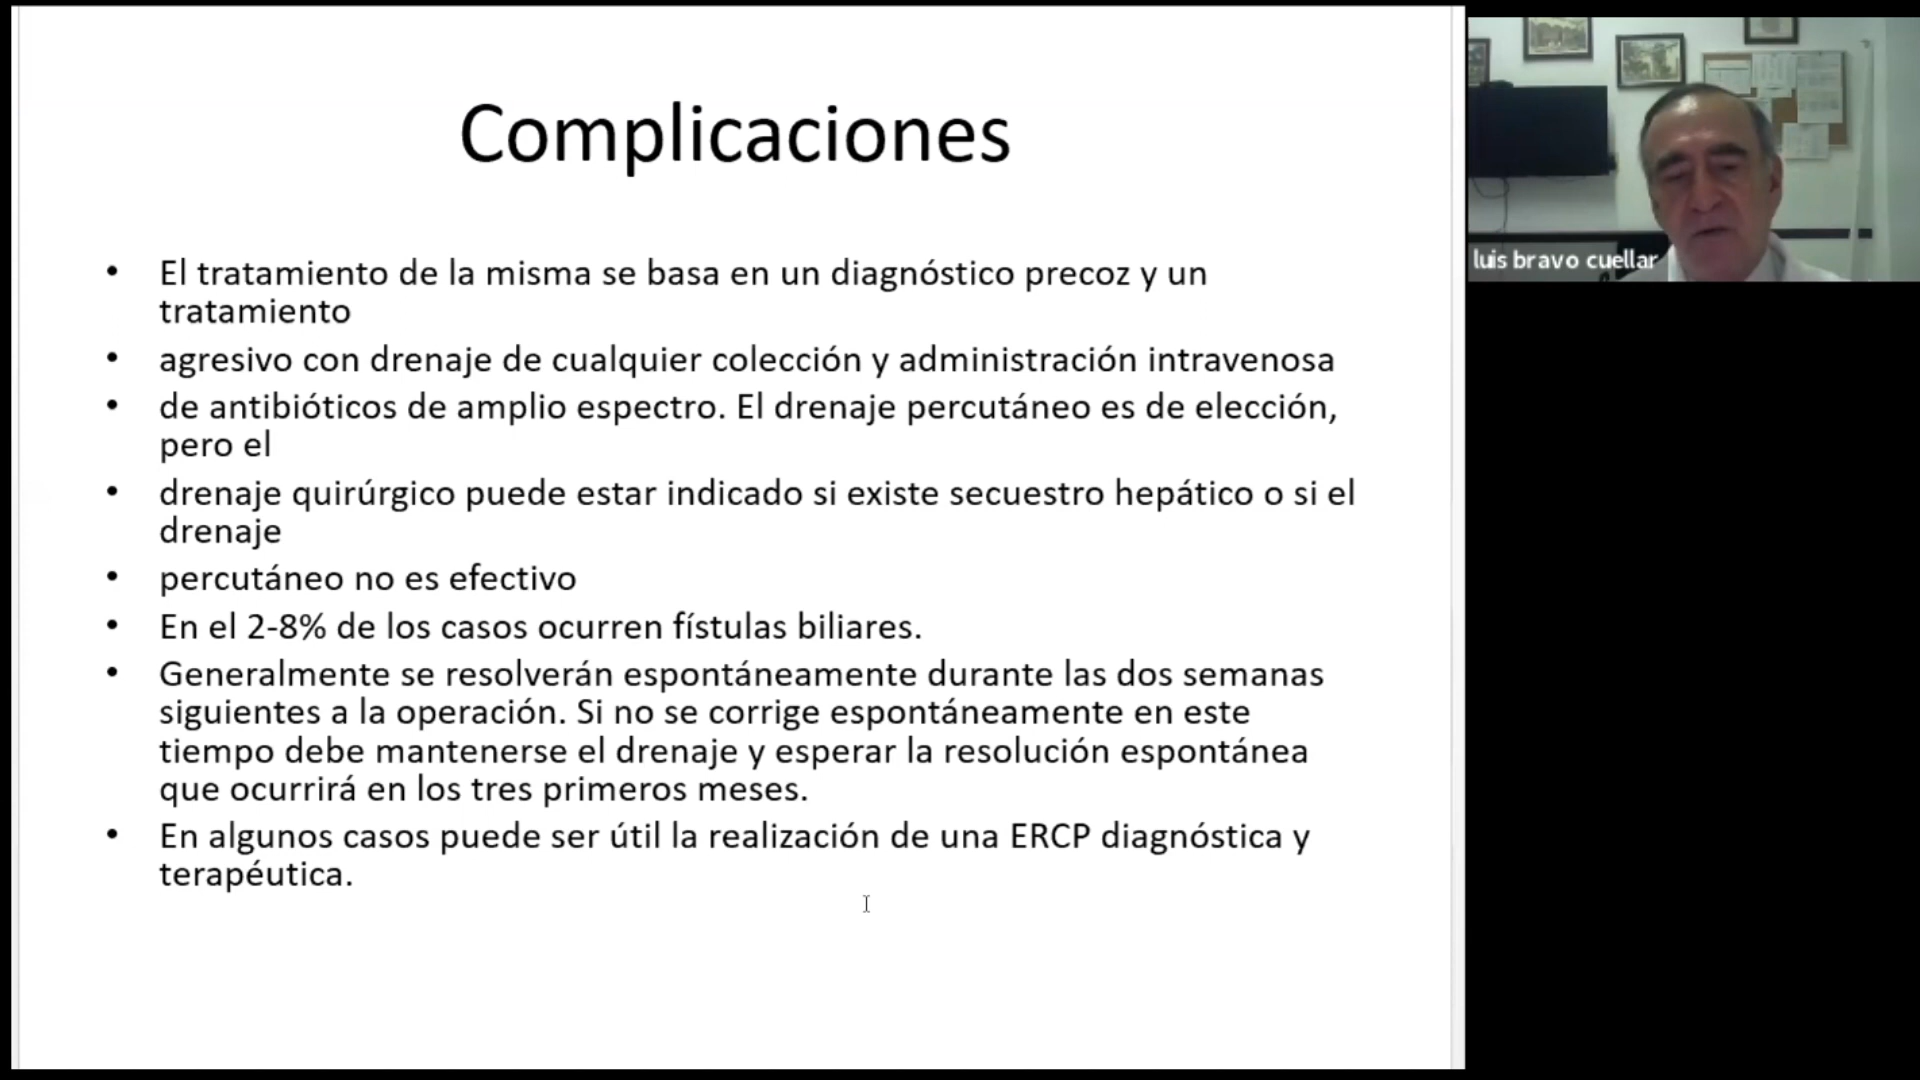 Complicaciones
• El tratamiento de la misma se basa en un diagnóstico precoz y un
tratamiento
• agresivo con drenaje de cualquier colección y administración intravenosa
• de antibióticos de amplio espectro. El drenaje percutáneo es de elección,
pero el
• drenaje quirúrgico puede estar indicado si existe secuestro hepático o si el
drenaje
• percutáneo no es efectivo
• En el 2-8% de los casos ocurren fístulas biliares.
• Generalmente se resolverán espontáneamente durante las dos semanas
siguientes a la operación. Si no se corrige espontáneamente en este
tiempo debe mantenerse el drenaje y esperar la resolución espontánea
que ocurrirá en los tres primeros meses.
• En algunos casos puede ser útil la realización de una ERCP diagnóstica y
terapéutica.
luis bravo cuellar